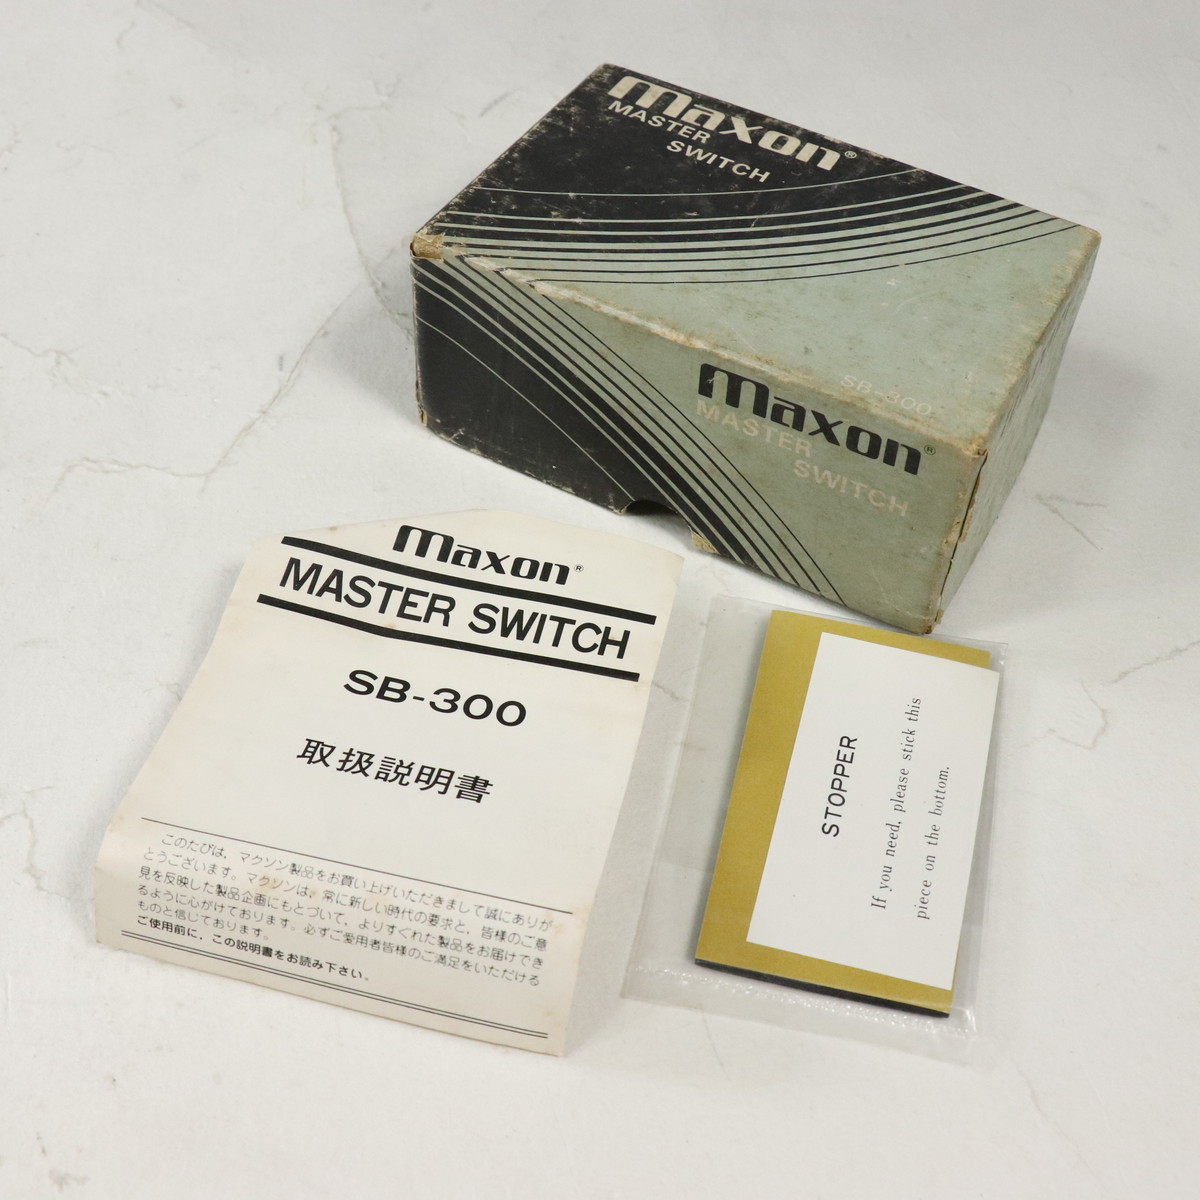 maxon®
MASTER
SWITCH
SB-300
maxon®
MASTER
SWITCH
maxon®
MASTER SWITCH
SB-300
取扱説明書
このたびは、マクソン製品をお買い上げいただきまして誠にありが
とうございます。マクソンは、常に新しい時代の要求と、皆様のご意
見を反映した製品企画にもとづいて、よりすぐれた製品をお届けでき
るように心がけております。必ずご愛用者皆様のご満足をいただける
ものと信じております。
ご使用前に、この説明書をお読み下さい。
STOPPER
If you need, please stick this
piece on the bottom.